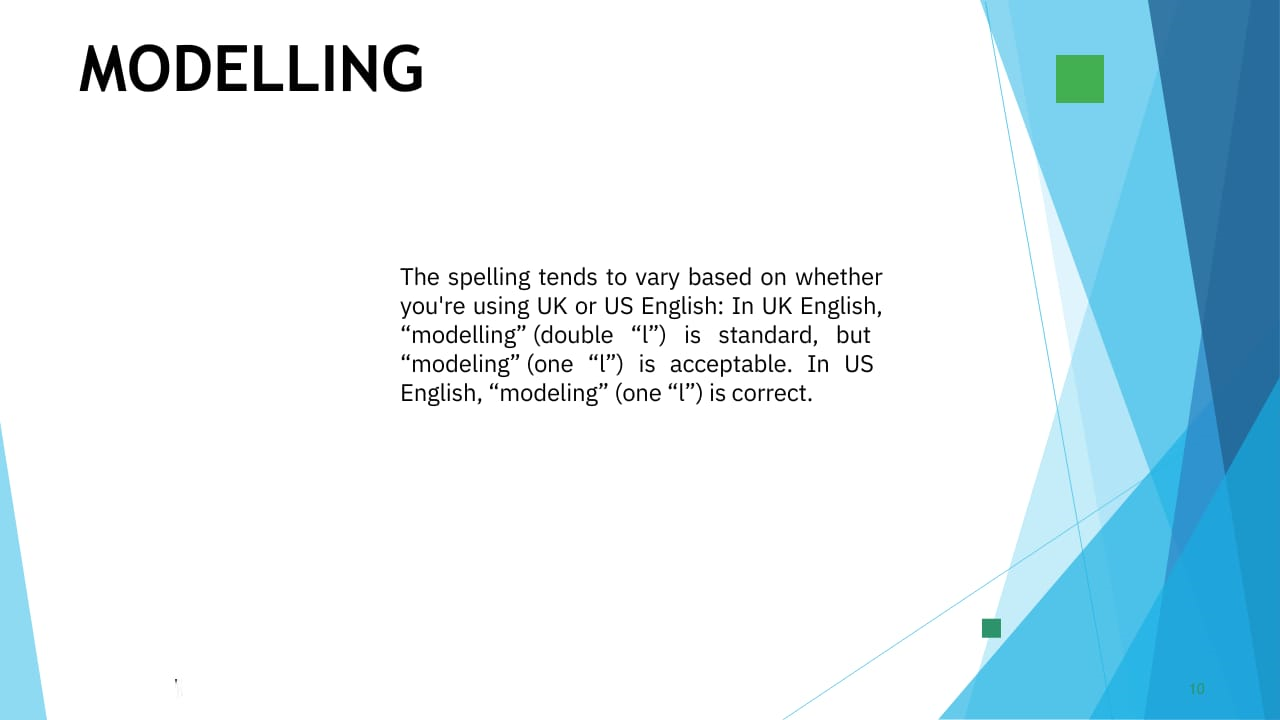 MODELLING
The spelling tends to vary based on whether
you're using UK or US English: In UK English,
“modelling” (double “l”) is standard, but
“modeling” (one “l”) is acceptable. In US
English, “modeling” (one “l”) is correct.
10